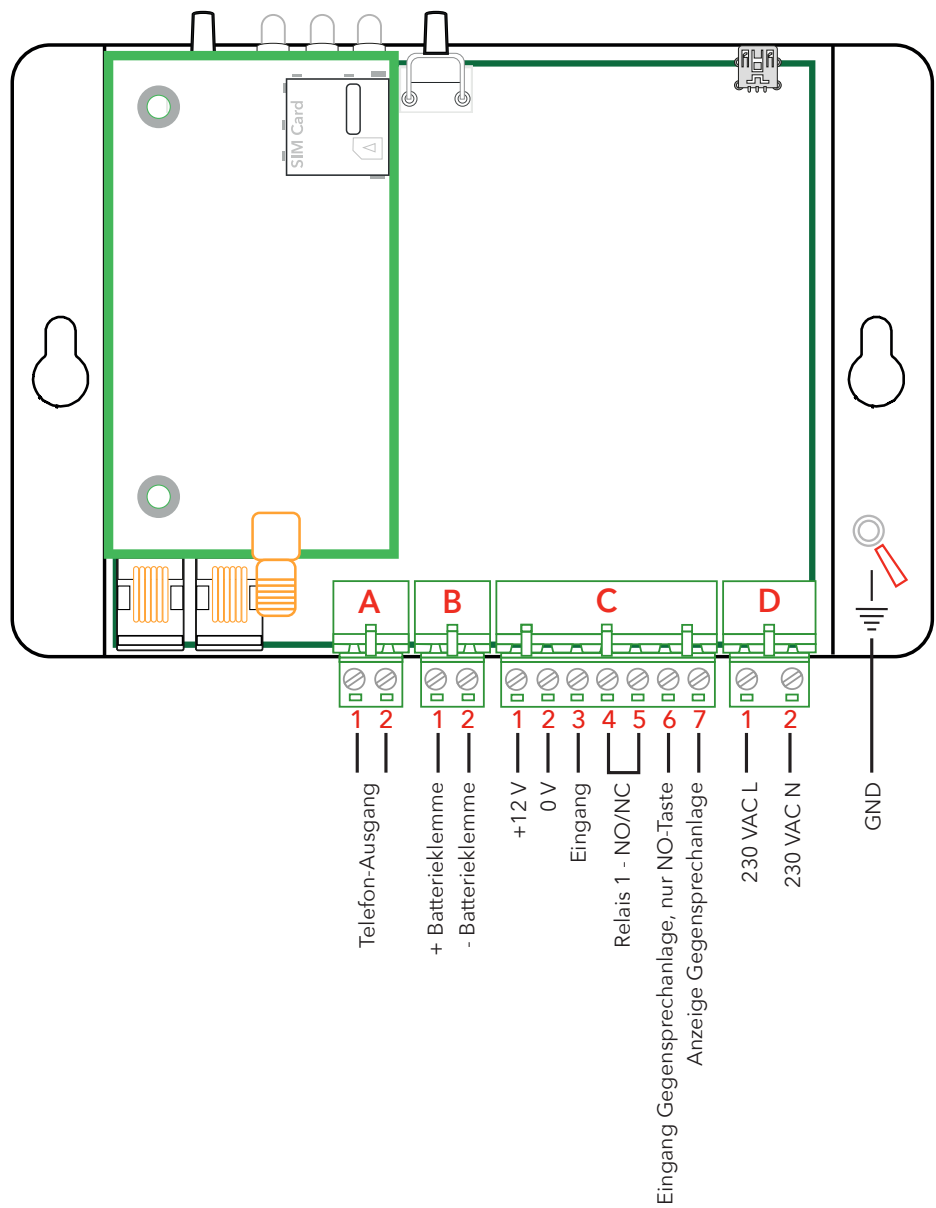 SIM Card
A
B
C
D
1 2
1 2
1 2 3 4 5 6 7
1 2
Telefon-Ausgang
+ Batterieklemme
- Batterieklemme
+12 V
0 V
Eingang
Relais 1 - NO/NC
Eingang Gegensprechanlage, nur NO-Taste
Anzeige Gegensprechanlage
230 VAC L
230 VAC N
GND